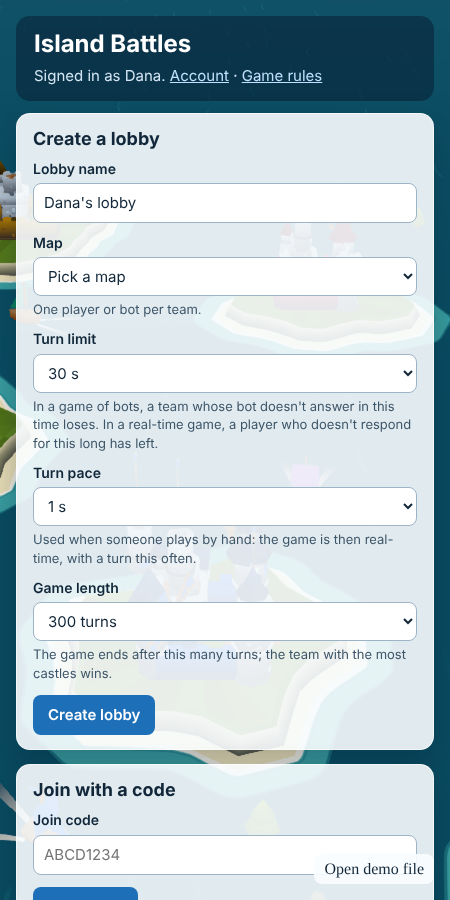 Island Battles
Signed in as Dana. Account · Game rules
Create a lobby
Lobby name
Dana's lobby
Map
Pick a map
One player or bot per team.
Turn limit
30 s
In a game of bots, a team whose bot doesn't answer in this
time loses. In a real-time game, a player who doesn't respond
for this long has left.
Turn pace
1 s
Used when someone plays by hand: the game is then real-
time, with a turn this often.
Game length
300 turns
The game ends after this many turns; the team with the most
castles wins.
Create lobby
Join with a code
Join code
ABCD1234
Open demo file